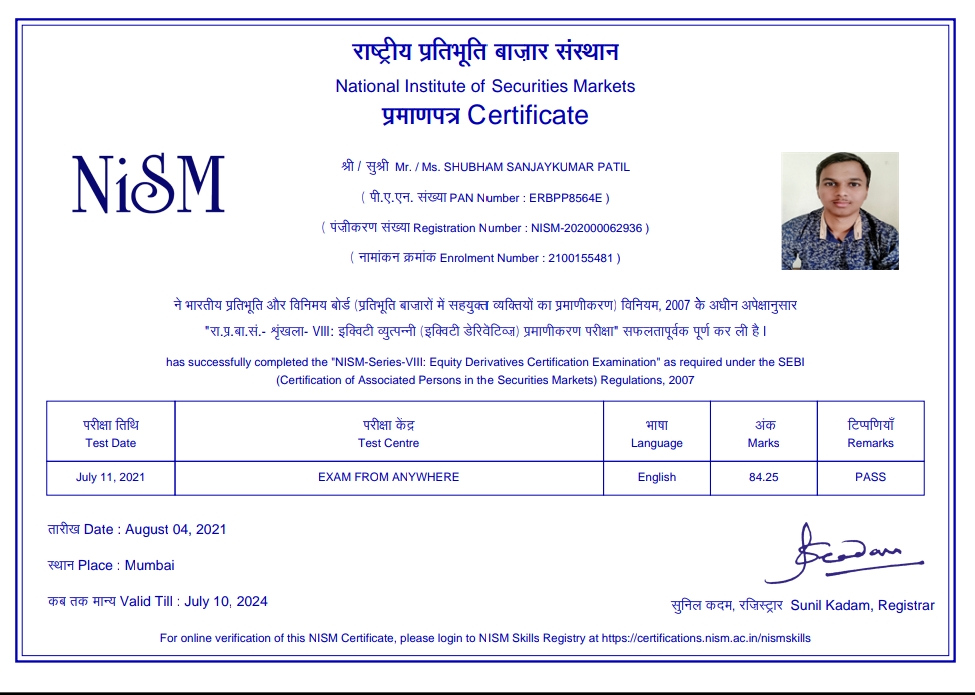 राष्ट्रीय प्रतिभूति बाज़ार संस्थान
National Institute of Securities Markets
प्रमाणपत्र Certificate
NiSM
श्री / सुश्री Mr. / Ms. SHUBHAM SANJAYKUMAR PATIL
( पी.ए.एन. संख्या PAN Number : ERBPP8564E )
( पंजीकरण संख्या Registration Number : NISM-202000062936 )
( नामांकन क्रमांक Enrolment Number : 2100155481 )
ने भारतीय प्रतिभूति और विनिमय बोर्ड (प्रतिभूति बाजारों में सहयुक्त व्यक्तियों का प्रमाणीकरण) विनियम, 2007 के अधीन अपेक्षानुसार
"रा.प्र.बा.सं.- शृंखला- VIII: इक्विटी व्युत्पन्नी (इक्विटी डेरिवेटिव्ज) प्रमाणीकरण परीक्षा" सफलतापूर्वक पूर्ण कर ली है I
has successfully completed the "NISM-Series-VIII: Equity Derivatives Certification Examination" as required under the SEBI
(Certification of Associated Persons in the Securities Markets) Regulations, 2007
परीक्षा तिथि परीक्षा केंद्र भाषा अंक टिप्पणियाँ
Test Date Test Centre Language Marks Remarks
July 11, 2021 EXAM FROM ANYWHERE English 84.25 PASS
तारीख Date : August 04, 2021
स्थान Place : Mumbai
कब तक मान्य Valid Till : July 10, 2024
SKadam
सुनिल कदम, रजिस्ट्रार Sunil Kadam, Registrar
For online verification of this NISM Certificate, please login to NISM Skills Registry at https://certifications.nism.ac.in/nismskills